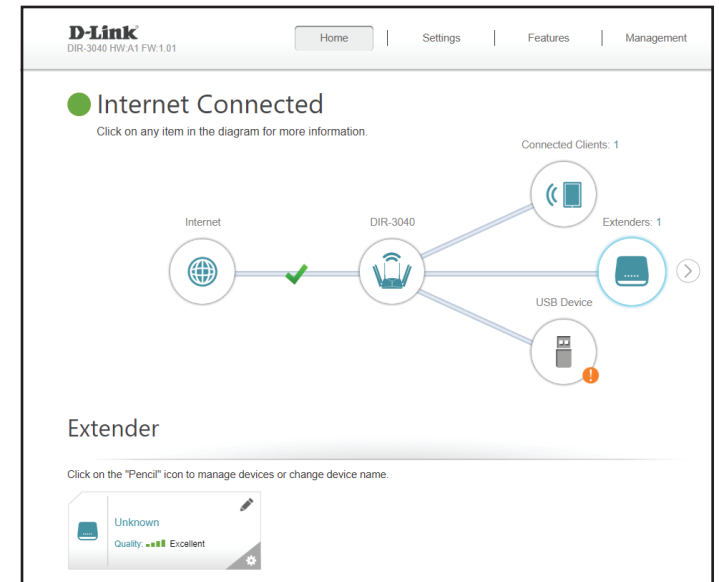 D-Link
DIR-3040 HW:A1 FW:1.01
Home
Settings
Features
Management
Internet Connected
Click on any item in the diagram for more information.
Connected Clients: 1
Internet
DIR-3040
Extenders: 1
USB Device
Extender
Click on the "Pencil" icon to manage devices or change device name.
Unknown
Quality: Excellent